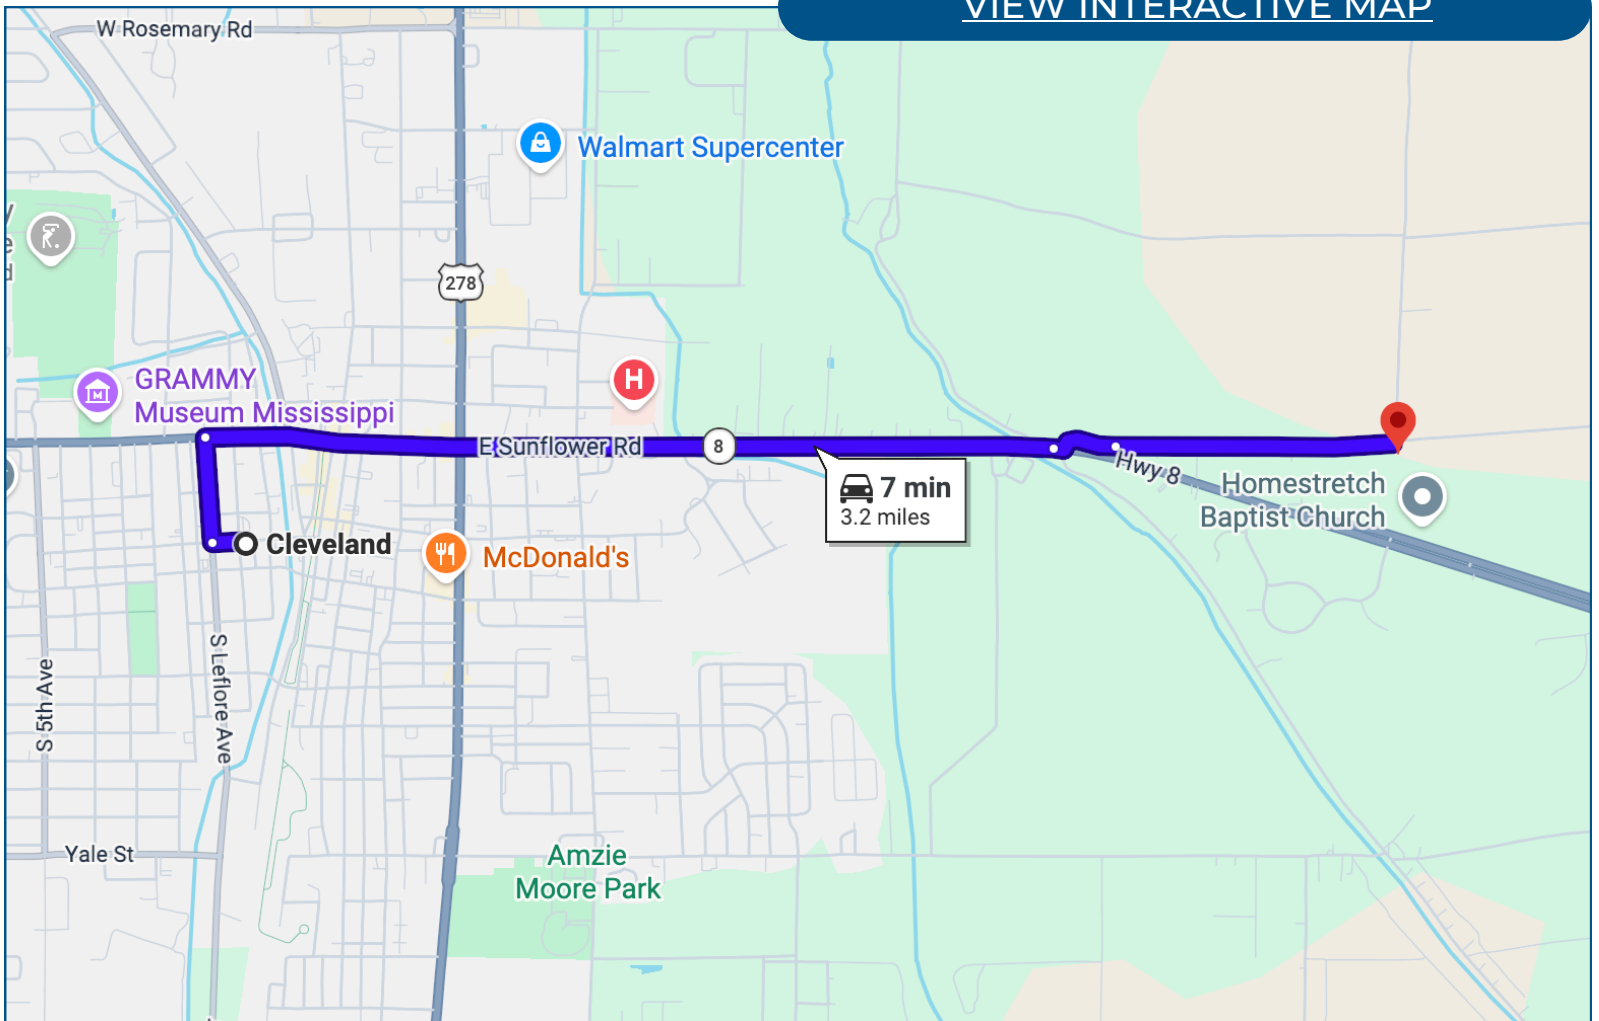 VIEW INTERACTIVE MAP
W Rosemary Rd
Walmart Supercenter
278
GRAMMY
Museum Mississippi
H
E Sunflower Rd
8
Hwy 8
7 min
3.2 miles
Homestretch
Baptist Church
Cleveland
McDonald's
S Leflore Ave
S 5th Ave
Yale St
Amzie
Moore Park